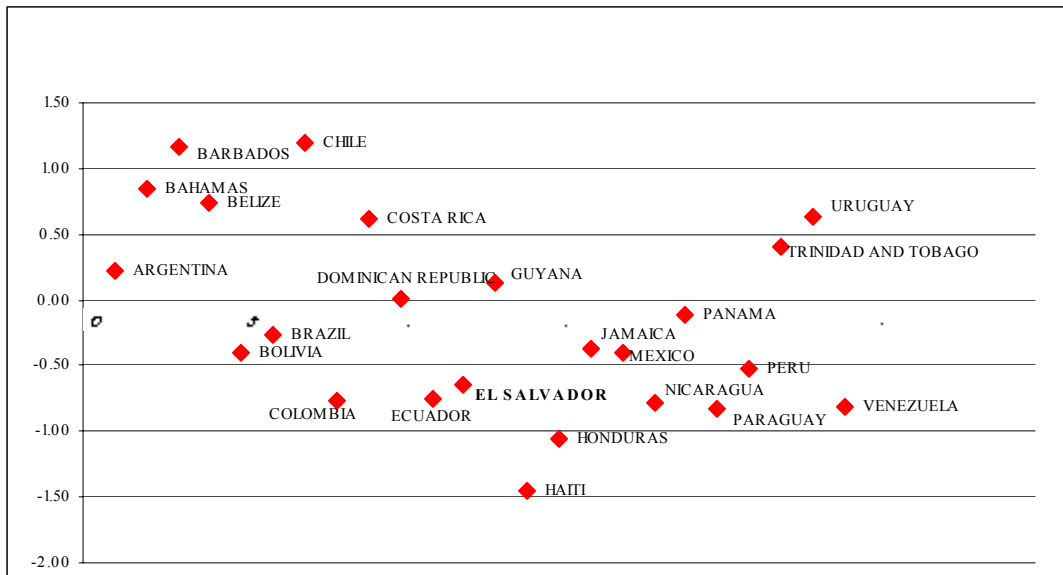 1.50
CHILE
BARBADOS
1.00
BAHAMAS
BELIZE
COSTA RICA
URUGUAY
0.50
TRINIDAD AND TOBAGO
ARGENTINA
DOMINICAN REPUBLIC
GUYANA
0.00
PANAMA
BRAZIL
JAMAICA
BOLIVIA
MEXICO
-0.50
PERU
EL SALVADOR
NICARAGUA
COLOMBIA
ECUADOR
VENEZUELA
PARAGUAY
-1.00
HONDURAS
HAITI
-1.50
-2.00